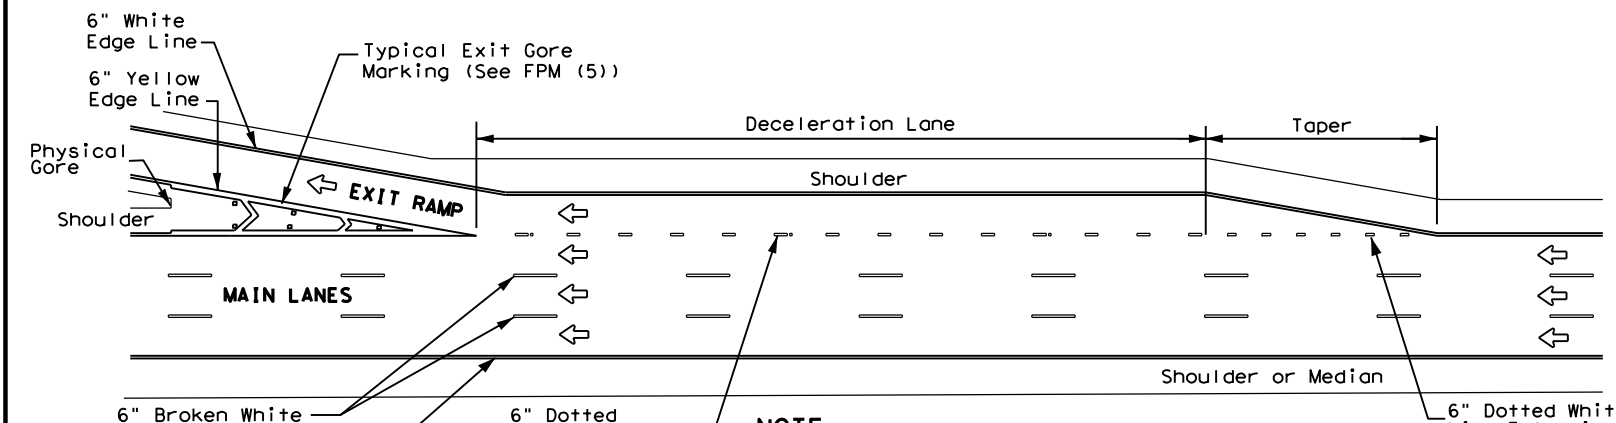 6" White
Edge Line
Typical Exit Gore
Marking (See FPM (5))
6" Yellow
Edge Line
Deceleration Lane
Taper
Physical
Gore
Shoulder
EXIT RAMP
Shoulder
MAIN LANES
Shoulder or Median
6" Broken White
6" Dotted
NOTE
6" Dotted Whit